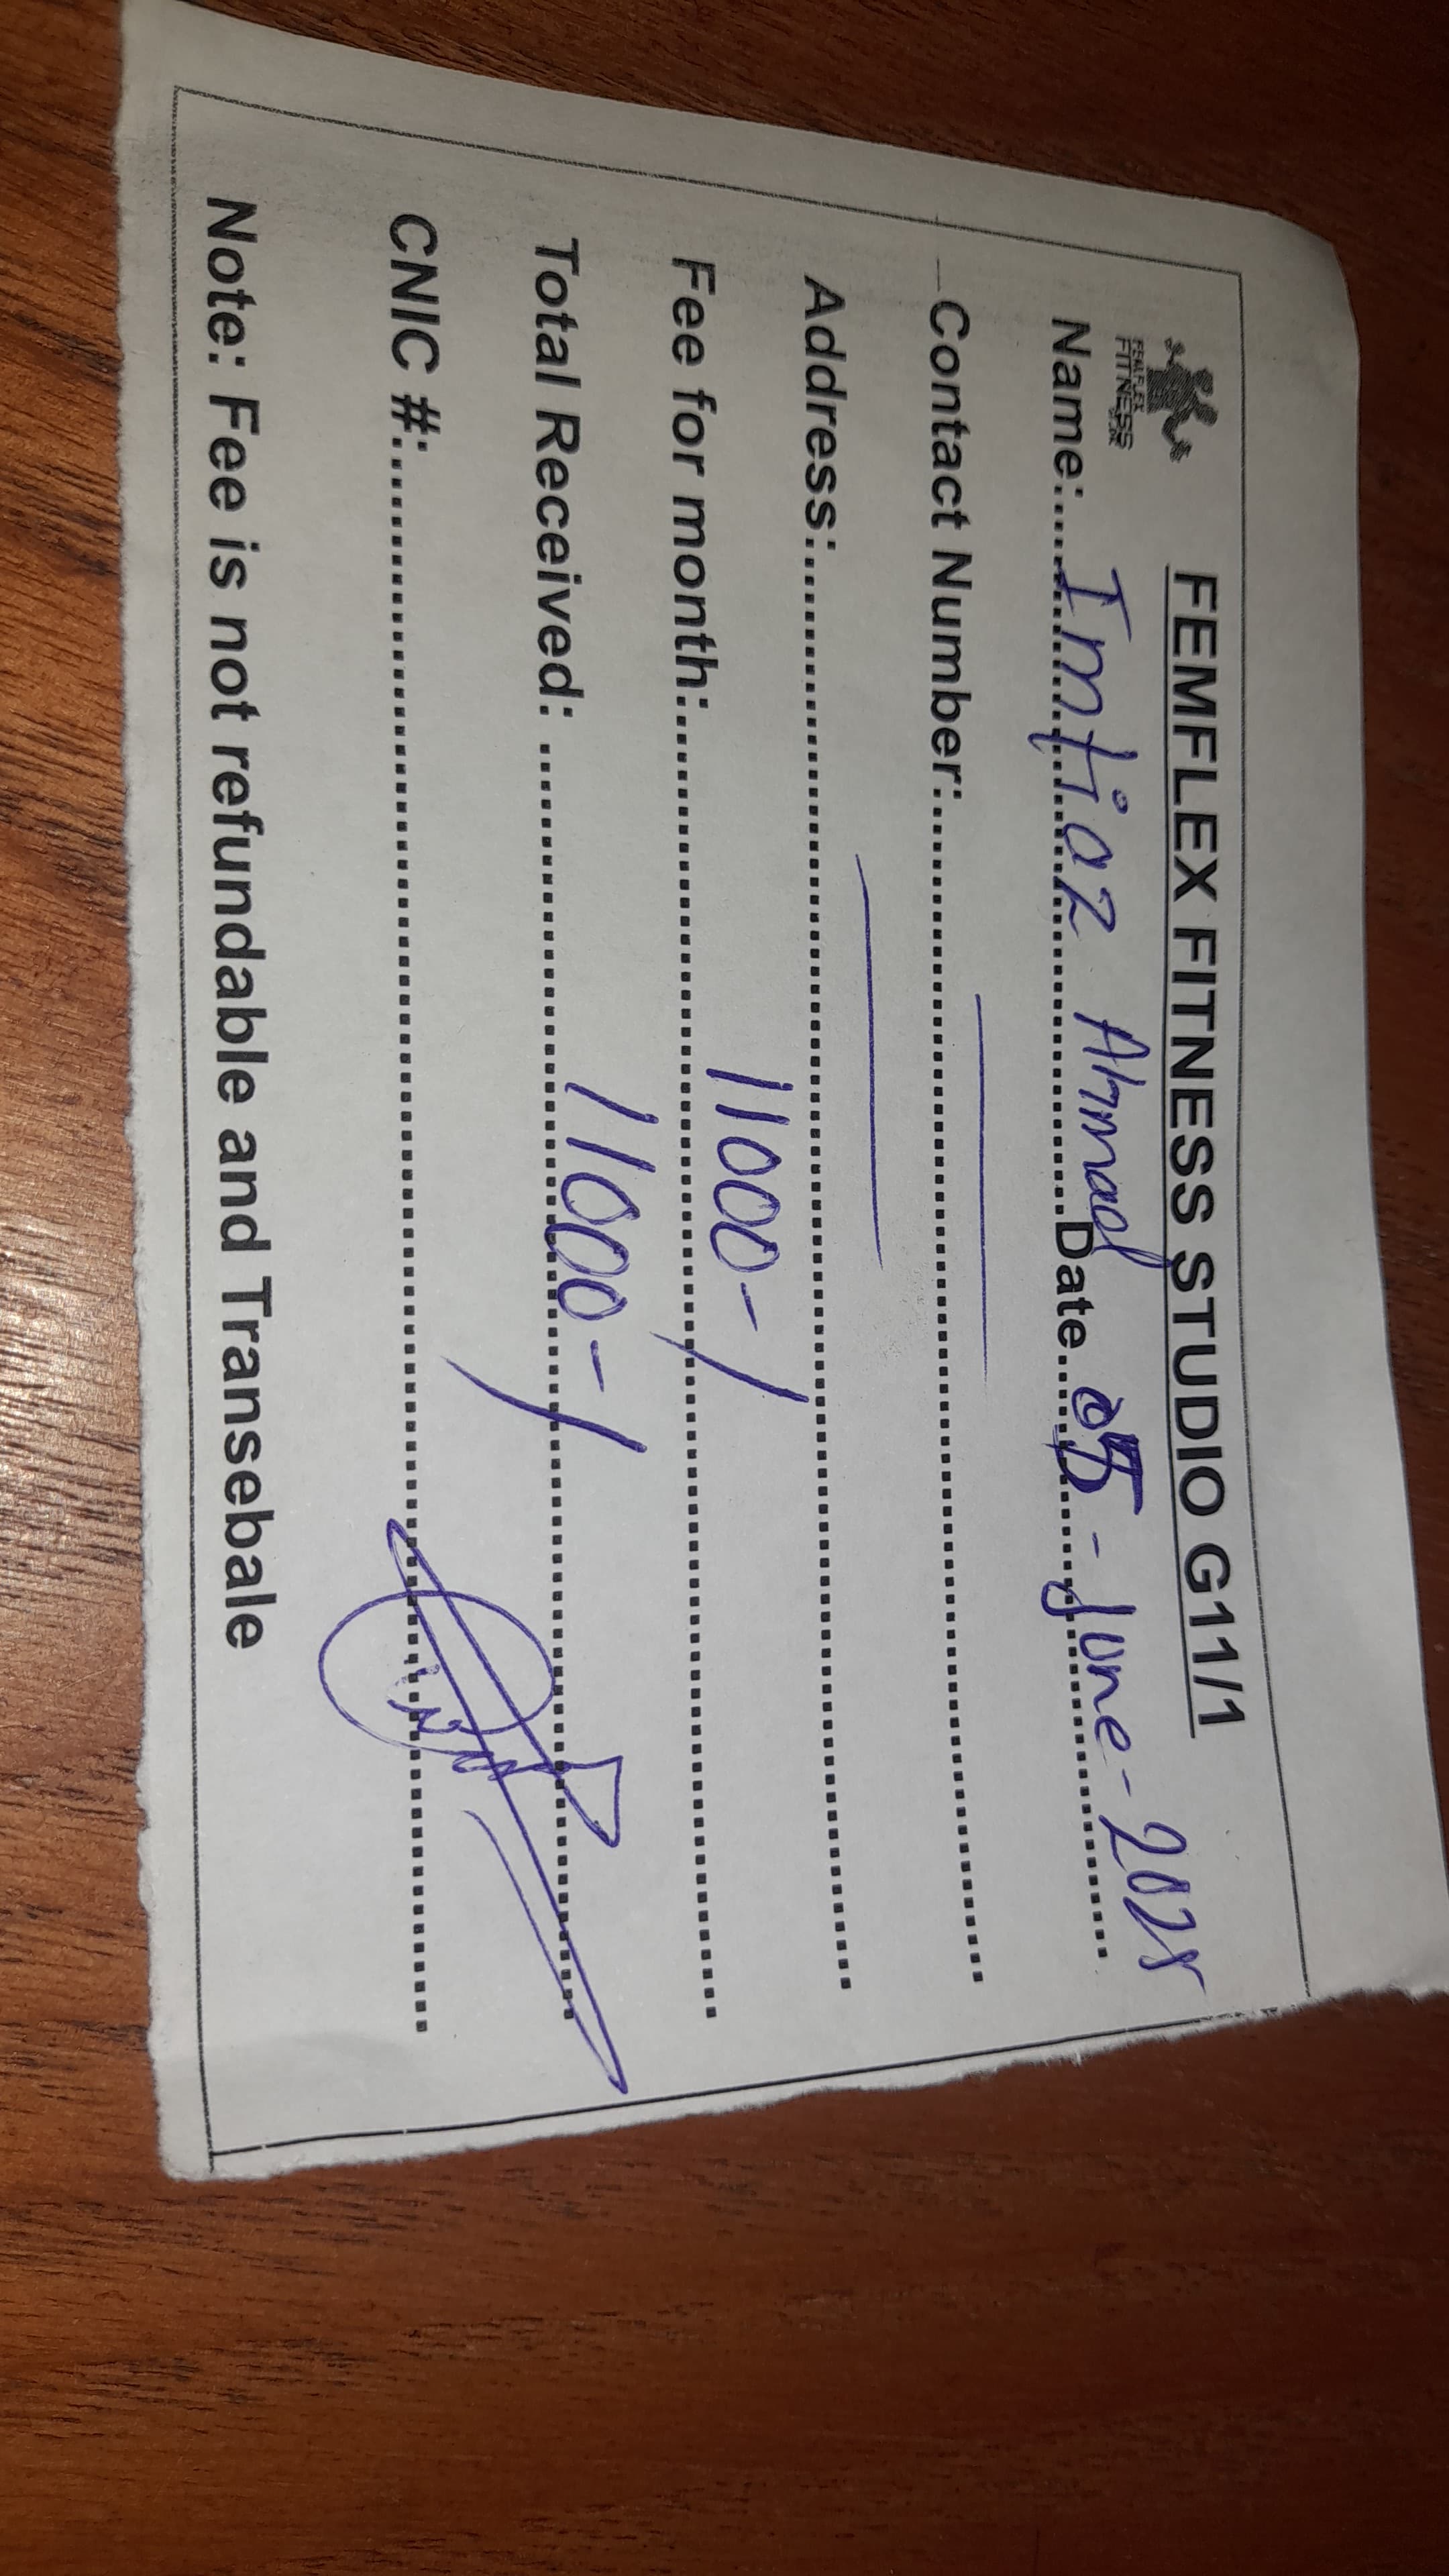 FEMFLEX FITNESS STUDIO G11/1
FEMFLEX
FITNESS
Name: Imtiaz Ahmad Date 05-June-2025
Contact Number:
Address:
Fee for month: 11000-/
Total Received: 11000-/
CNIC #:
Note: Fee is not refundable and Transebale